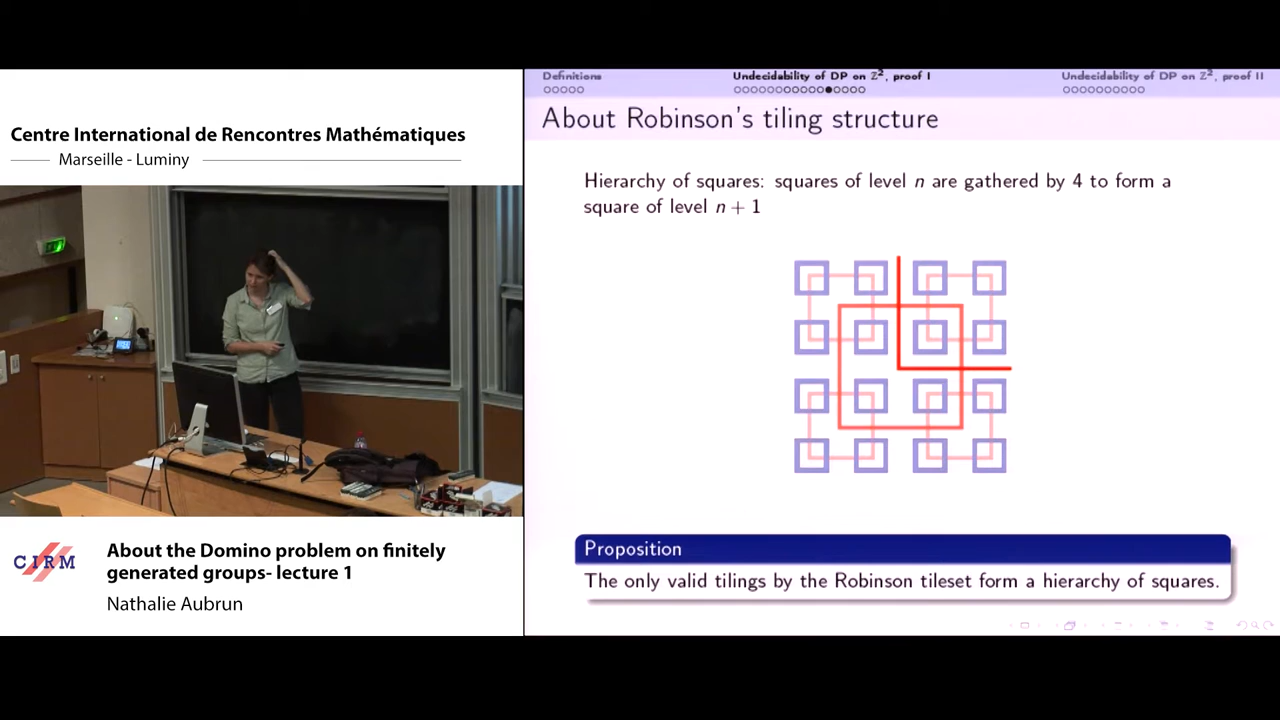 Centre International de Rencontres Mathématiques
Marseille - Luminy
CIRM
About the Domino problem on finitely
generated groups- lecture 1
Nathalie Aubrun
Definitions
Undecidability of DP on ℤ², proof I
Undecidability of DP on ℤ², proof II
About Robinson's tiling structure
Hierarchy of squares: squares of level n are gathered by 4 to form a
square of level n + 1
Proposition
The only valid tilings by the Robinson tileset form a hierarchy of squares.